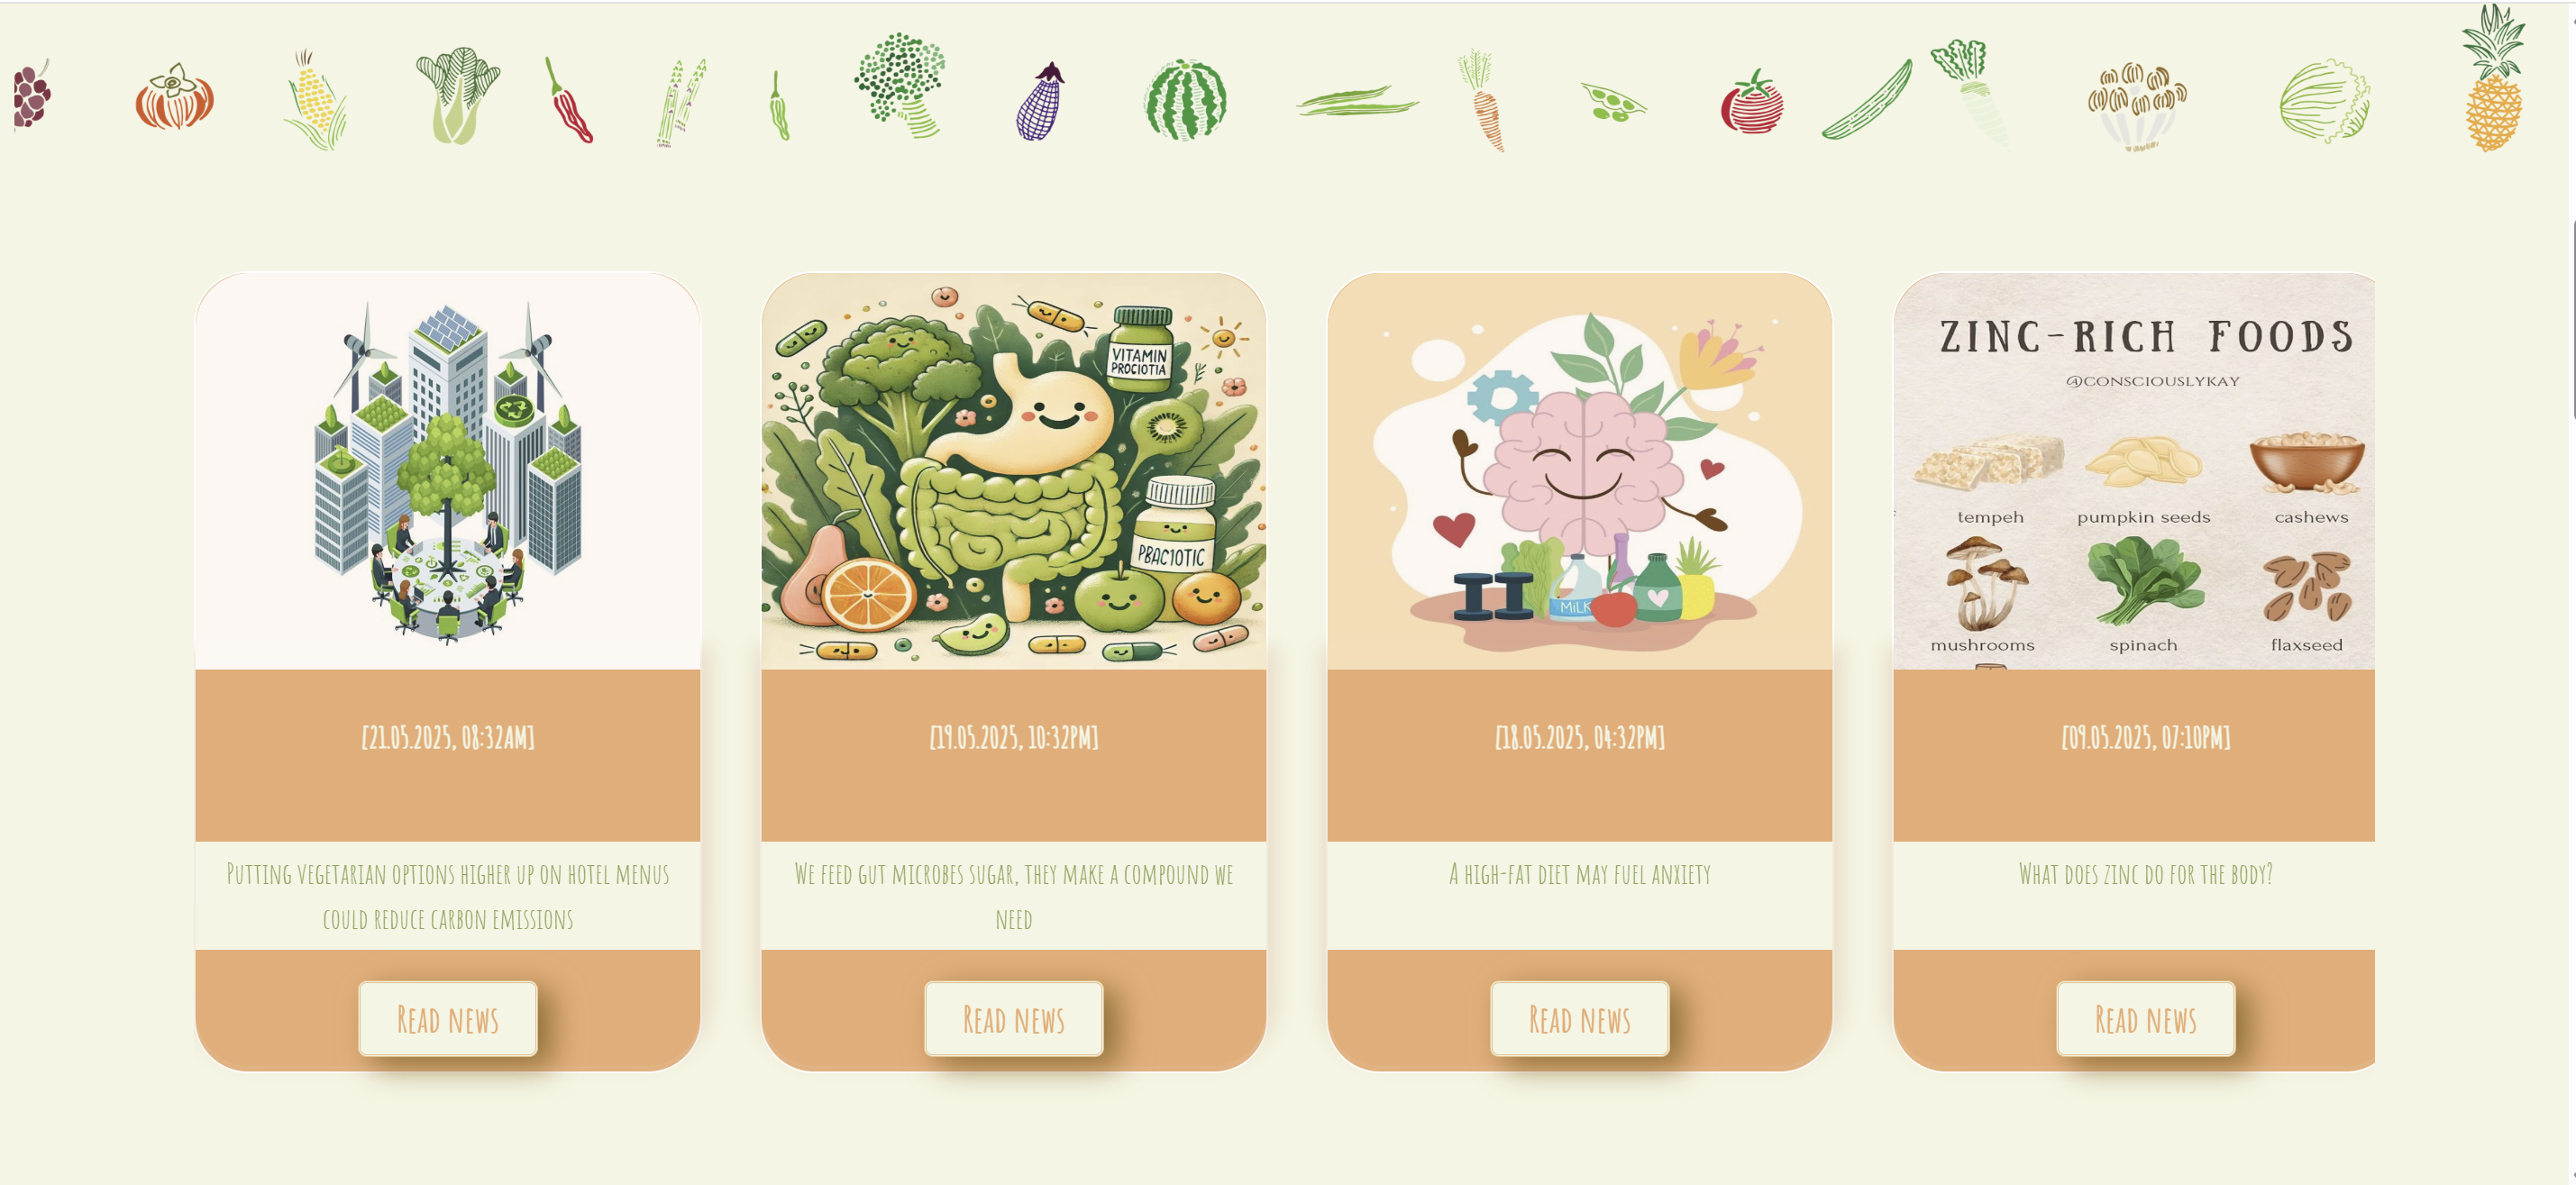 VITAMIN
PROCIOTIA
PBAC1OTIC
MILK
ZINC-RICH FOODS
@CONSCIOUSLYKAY
tempeh
pumpkin seeds
cashews
mushrooms
spinach
flaxseed
[21.05.2025, 08:32AM]
[19.05.2025, 10:32PM]
[18.05.2025, 04:32PM]
[09.05.2025, 07:10PM]
Putting vegetarian options higher up on hotel menus
could reduce carbon emissions
We feed gut microbes sugar, they make a compound we
need
A high-fat diet may fuel anxiety
What does zinc do for the body?
Read news
Read news
Read news
Read news